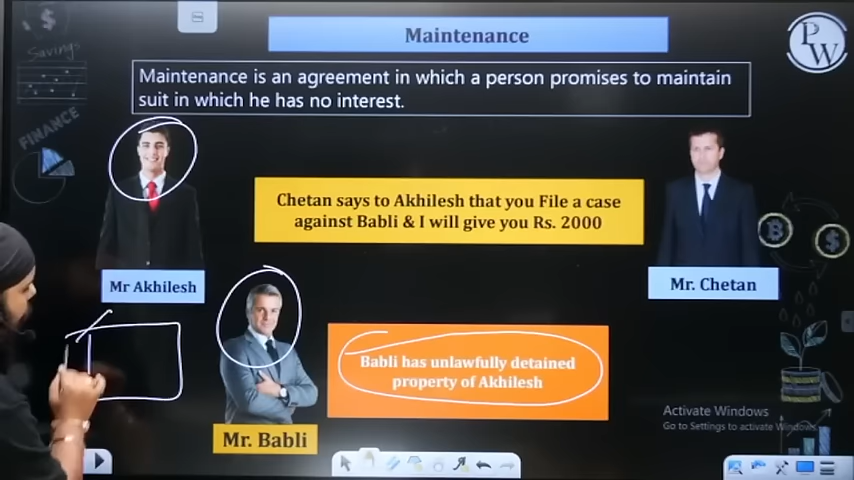 Savings
Maintenance
P
W
Maintenance is an agreement in which a person promises to maintain
suit in which he has no interest.
FINANCE
Chetan says to Akhilesh that you File a case
against Babli & I will give you Rs. 2000
Mr Akhilesh
Mr. Chetan
Babli has unlawfully detained
property of Akhilesh
Mr. Babli
Activate Windows
Go to Settings to activate Windows.